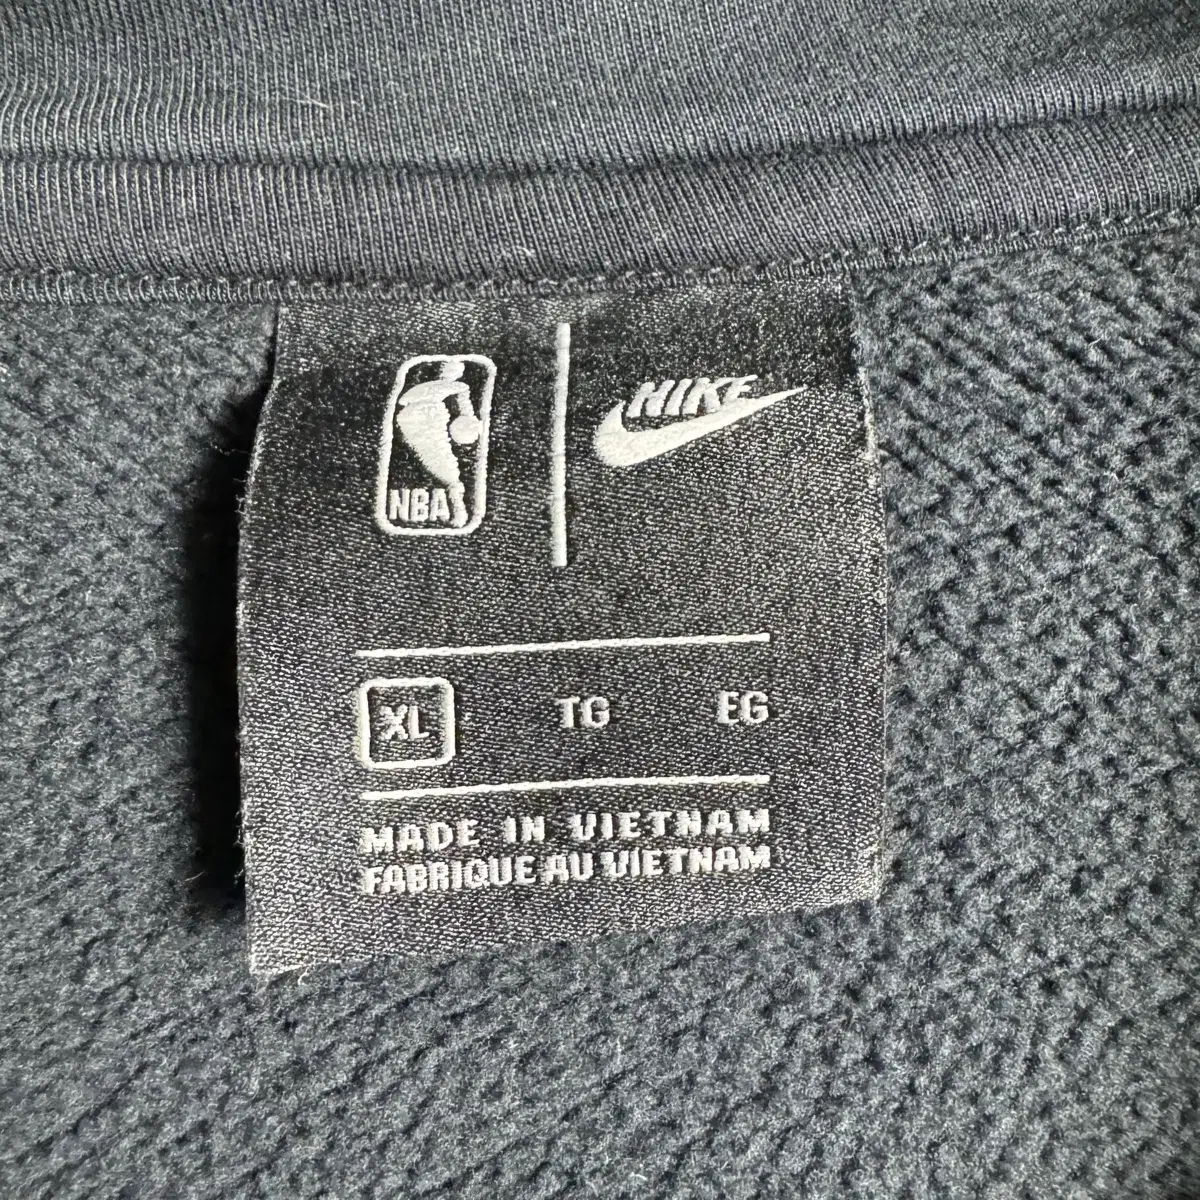 NBA NIKE
XL TG EG
MADE IN VIETNAM
FABRIQUE AU VIETNAM